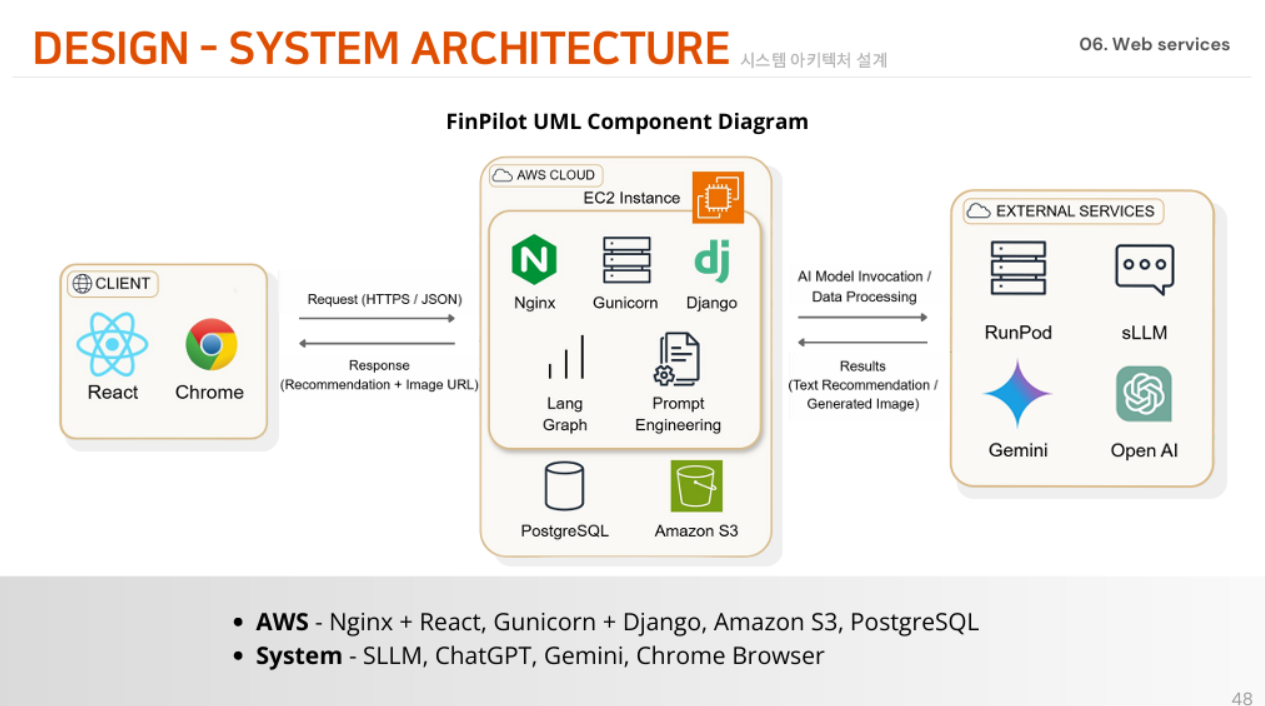 DESIGN - SYSTEM ARCHITECTURE 시스템 아키텍처 설계
06. Web services
FinPilot UML Component Diagram
CLIENT
React
Chrome
Request (HTTPS / JSON)
Response
(Recommendation + Image URL)
AWS CLOUD
EC2 Instance
N
dj
Nginx
Gunicorn
Django
Lang
Graph
Prompt
Engineering
PostgreSQL
Amazon S3
AI Model Invocation /
Data Processing
Results
(Text Recommendation /
Generated Image)
EXTERNAL SERVICES
RunPod
sLLM
Gemini
Open AI
• AWS - Nginx + React, Gunicorn + Django, Amazon S3, PostgreSQL
• System - SLLM, ChatGPT, Gemini, Chrome Browser
48